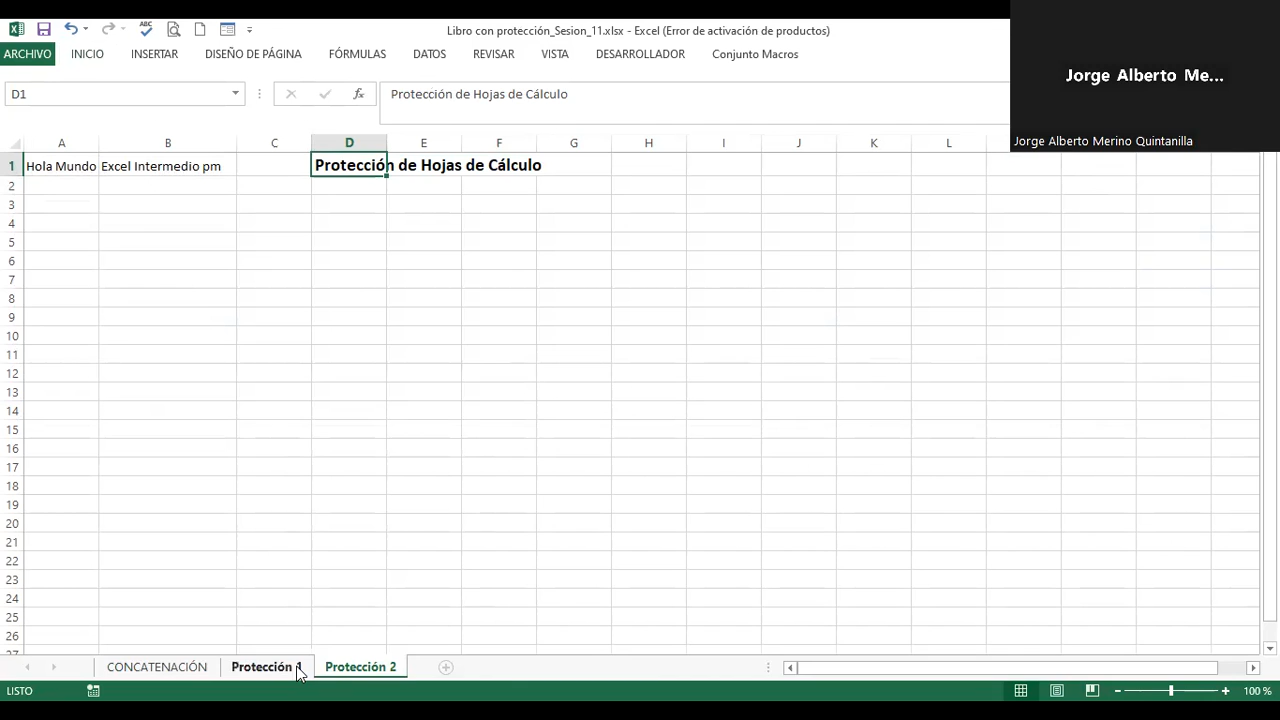 Libro con protección_Sesion_11.xlsx - Excel (Error de activación de productos)
ARCHIVO INICIO INSERTAR DISEÑO DE PÁGINA FÓRMULAS DATOS REVISAR VISTA DESARROLLADOR Conjunto Macros
Jorge Alberto Me...
Jorge Alberto Merino Quintanilla
D1 fx Protección de Hojas de Cálculo
A B C D E F G H I J K L
1 Hola Mundo Excel Intermedio pm Protección de Hojas de Cálculo
2
3
4
5
6
7
8
9
10
11
12
13
14
15
16
17
18
19
20
21
22
23
24
25
26
27
CONCATENACIÓN Protección 1 Protección 2
LISTO 100 %